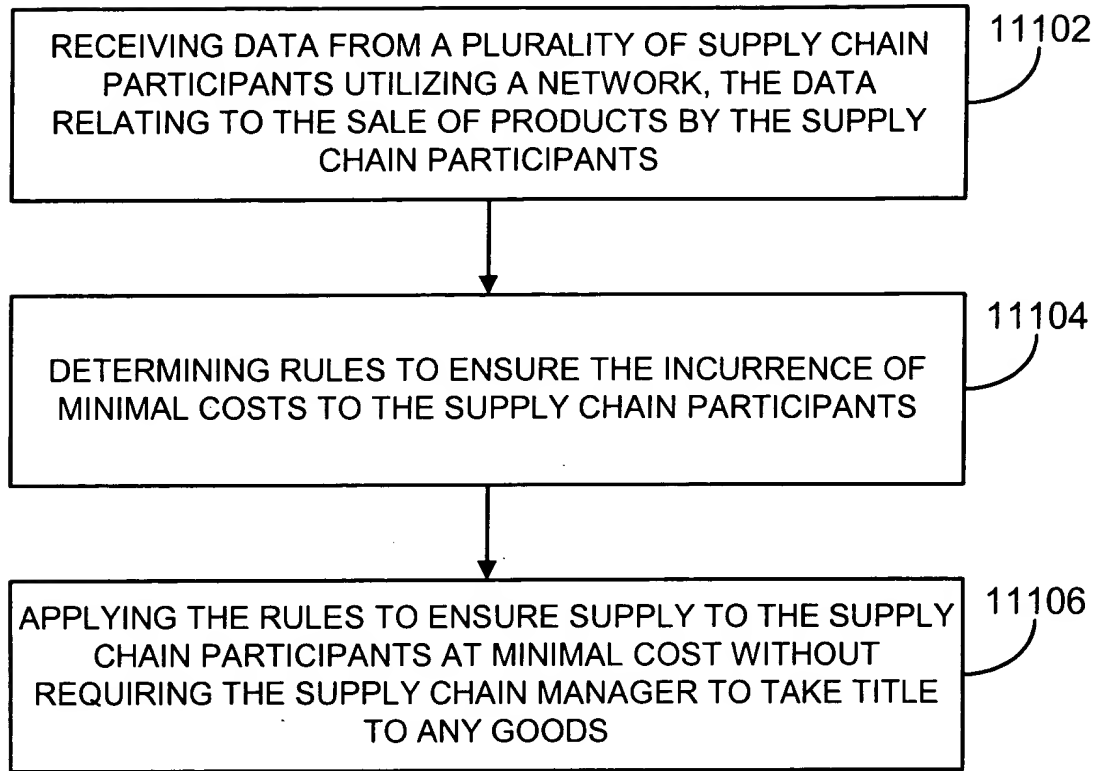 RECEIVING DATA FROM A PLURALITY OF SUPPLY CHAIN
PARTICIPANTS UTILIZING A NETWORK, THE DATA
RELATING TO THE SALE OF PRODUCTS BY THE SUPPLY
CHAIN PARTICIPANTS
11102
DETERMINING RULES TO ENSURE THE INCURRENCE OF
MINIMAL COSTS TO THE SUPPLY CHAIN PARTICIPANTS
11104
APPLYING THE RULES TO ENSURE SUPPLY TO THE SUPPLY
CHAIN PARTICIPANTS AT MINIMAL COST WITHOUT
REQUIRING THE SUPPLY CHAIN MANAGER TO TAKE TITLE
TO ANY GOODS
11106